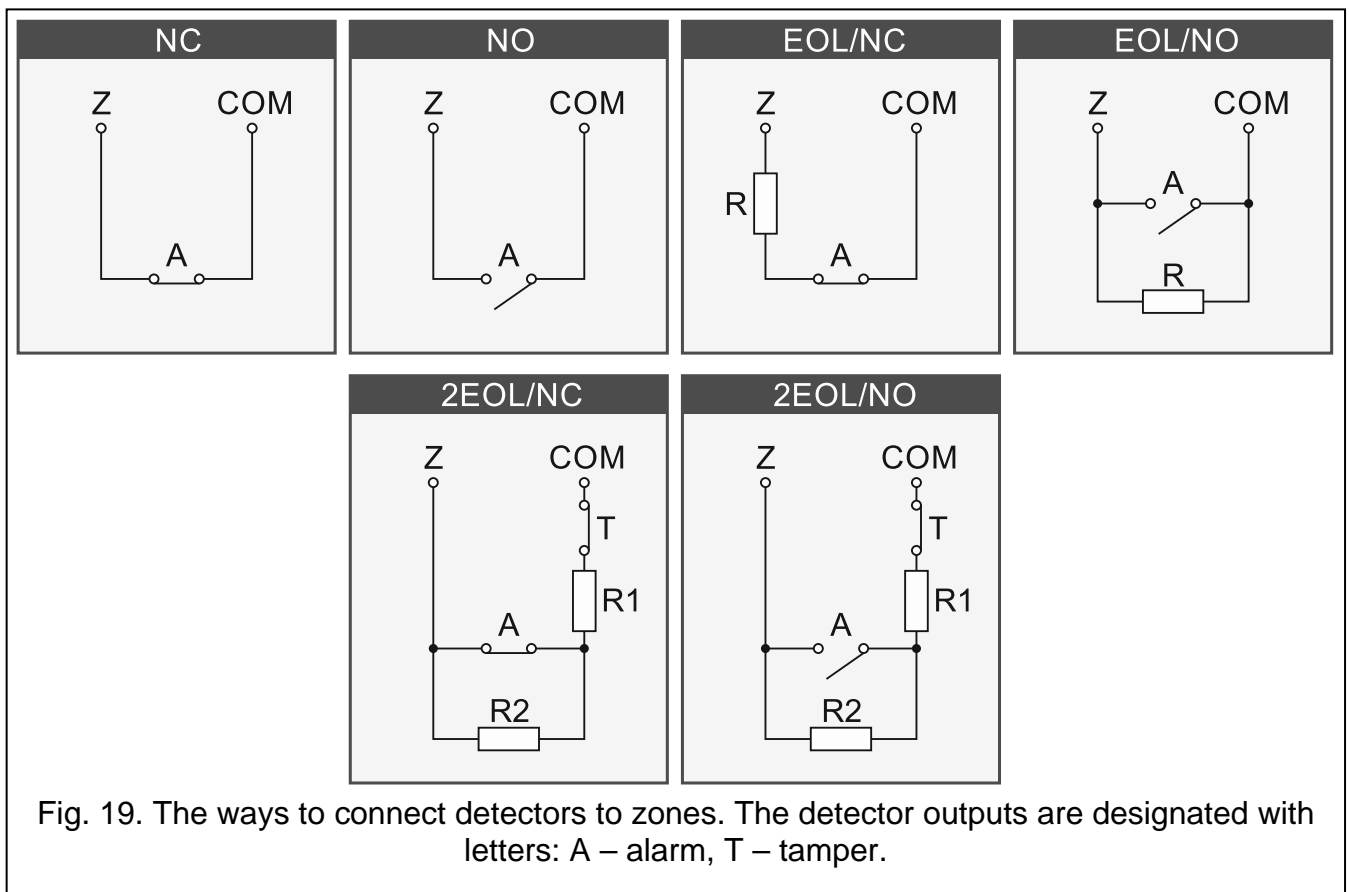 NC
NO
EOL/NC
EOL/NO
Z COM
Z COM
Z COM
Z COM
A
A
R
A
A
R
2EOL/NC
2EOL/NO
Z COM
Z COM
T
T
R1
R1
A
A
R2
R2
Fig. 19. The ways to connect detectors to zones. The detector outputs are designated with
letters: A – alarm, T – tamper.